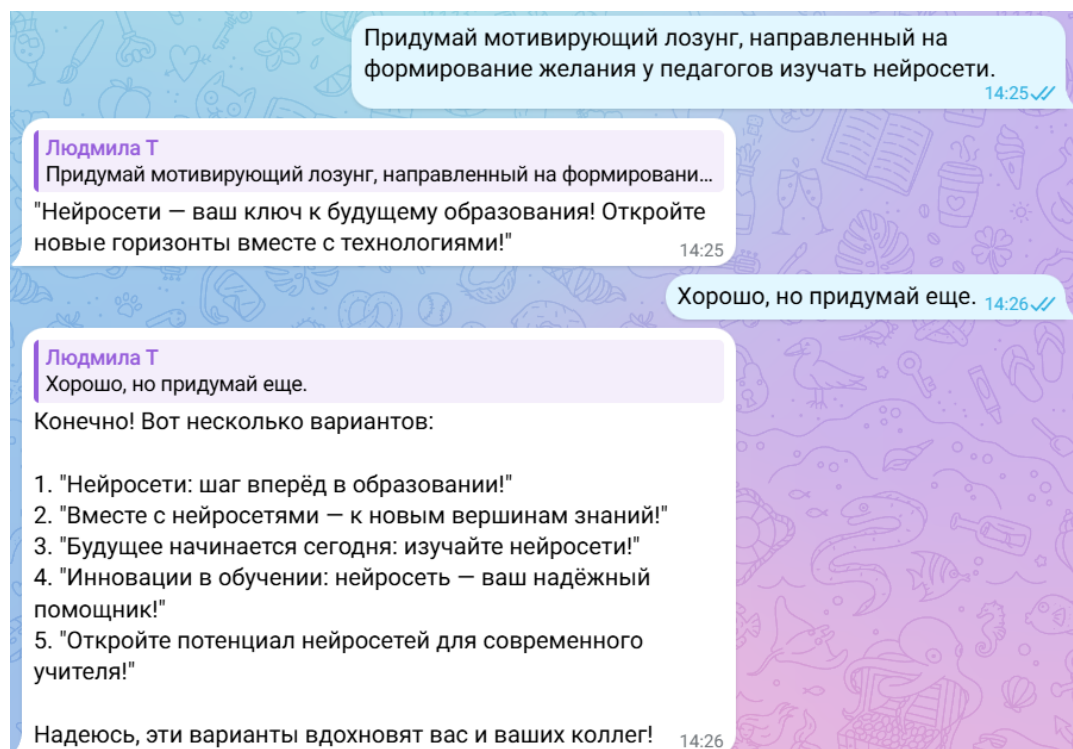 Придумай мотивирующий лозунг, направленный на
формирование желания у педагогов изучать нейросети.
14:25
Людмила Т
Придумай мотивирующий лозунг, направленный на формировани...
"Нейросети — ваш ключ к будущему образования! Откройте
новые горизонты вместе с технологиями!"
14:25
Хорошо, но придумай еще. 14:26
Людмила Т
Хорошо, но придумай еще.
Конечно! Вот несколько вариантов:
1. "Нейросети: шаг вперёд в образовании!"
2. "Вместе с нейросетями — к новым вершинам знаний!"
3. "Будущее начинается сегодня: изучайте нейросети!"
4. "Инновации в обучении: нейросеть — ваш надёжный
помощник!"
5. "Откройте потенциал нейросетей для современного
учителя!"
Надеюсь, эти варианты вдохновят вас и ваших коллег! 14:26